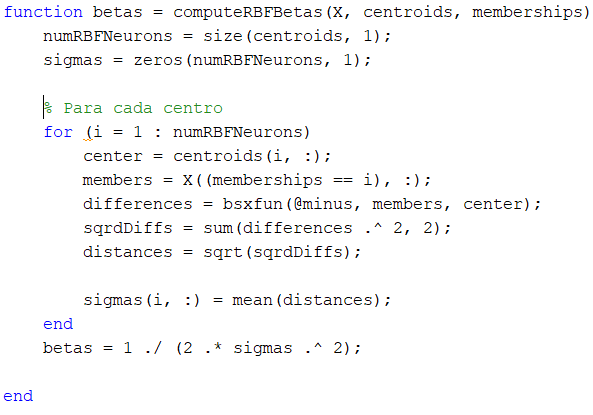 function betas = computeRBFBetas(X, centroids, memberships)
    numRBFNeurons = size(centroids, 1);
    sigmas = zeros(numRBFNeurons, 1);

    % Para cada centro
    for (i = 1 : numRBFNeurons)
        center = centroids(i, :);
        members = X((memberships == i), :);
        differences = bsxfun(@minus, members, center);
        sqrdDiffs = sum(differences .^ 2, 2);
        distances = sqrt(sqrdDiffs);

        sigmas(i, :) = mean(distances);
    end
    betas = 1 ./ (2 .* sigmas .^ 2);

end